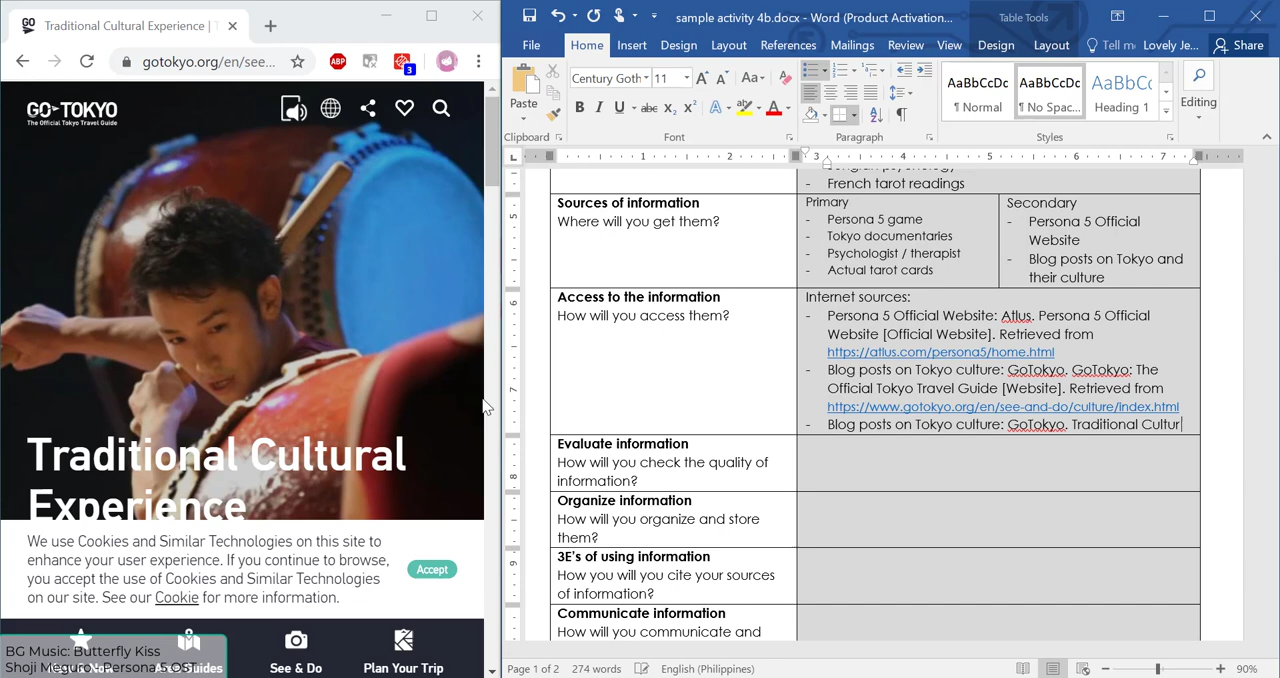 Traditional Cultural Experience |
gotokyo.org/en/see...
ABP
3
GO TOKYO
The Official Tokyo Travel Guide
Traditional Cultural
Experience
We use Cookies and Similar Technologies on this site to
enhance your user experience. If you continue to browse,
you accept the use of Cookies and Similar Technologies
on our site. See our Cookie for more information.
Accept
See & Do
Plan Your Trip
BG Music: Butterfly Kiss
sample activity 4b.docx - Word (Product Activation...
Table Tools
File Home Insert Design Layout References Mailings Review View Design Layout Tell me Lovely Je... Share
Paste
Century Goth 11
AaBbCcDc AaBbCcDc AaBbCc
¶ Normal ¶ No Spac... Heading 1
Editing
Clipboard Font Paragraph Styles
1 2 3 4 5 6 7
- French tarot readings
Sources of information
Where will you get them?
Primary
- Persona 5 game
- Tokyo documentaries
- Psychologist / therapist
- Actual tarot cards
Secondary
- Persona 5 Official
Website
- Blog posts on Tokyo and
their culture
Access to the information
How will you access them?
Internet sources:
- Persona 5 Official Website: Atlus. Persona 5 Official
Website [Official Website]. Retrieved from
https://atlus.com/persona5/home.html
- Blog posts on Tokyo culture: GoTokyo. GoTokyo: The
Official Tokyo Travel Guide [Website]. Retrieved from
https://www.gotokyo.org/en/see-and-do/culture/index.html
- Blog posts on Tokyo culture: GoTokyo. Traditional Cultur
Evaluate information
How will you check the quality of
information?
Organize information
How will you organize and store
them?
3E's of using information
How you will you cite your sources
of information?
Communicate information
How will you communicate and
Page 1 of 2 274 words English (Philippines) 90%